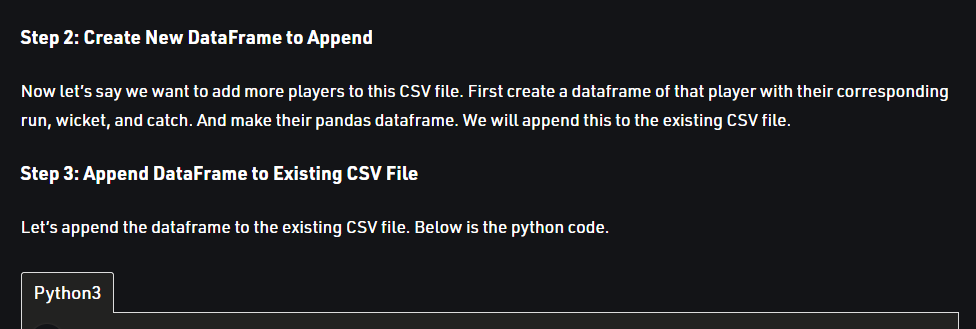 Step 2: Create New DataFrame to Append
Now let's say we want to add more players to this CSV file. First create a dataframe of that player with their corresponding
run, wicket, and catch. And make their pandas dataframe. We will append this to the existing CSV file.
Step 3: Append DataFrame to Existing CSV File
Let's append the dataframe to the existing CSV file. Below is the python code.
Python3